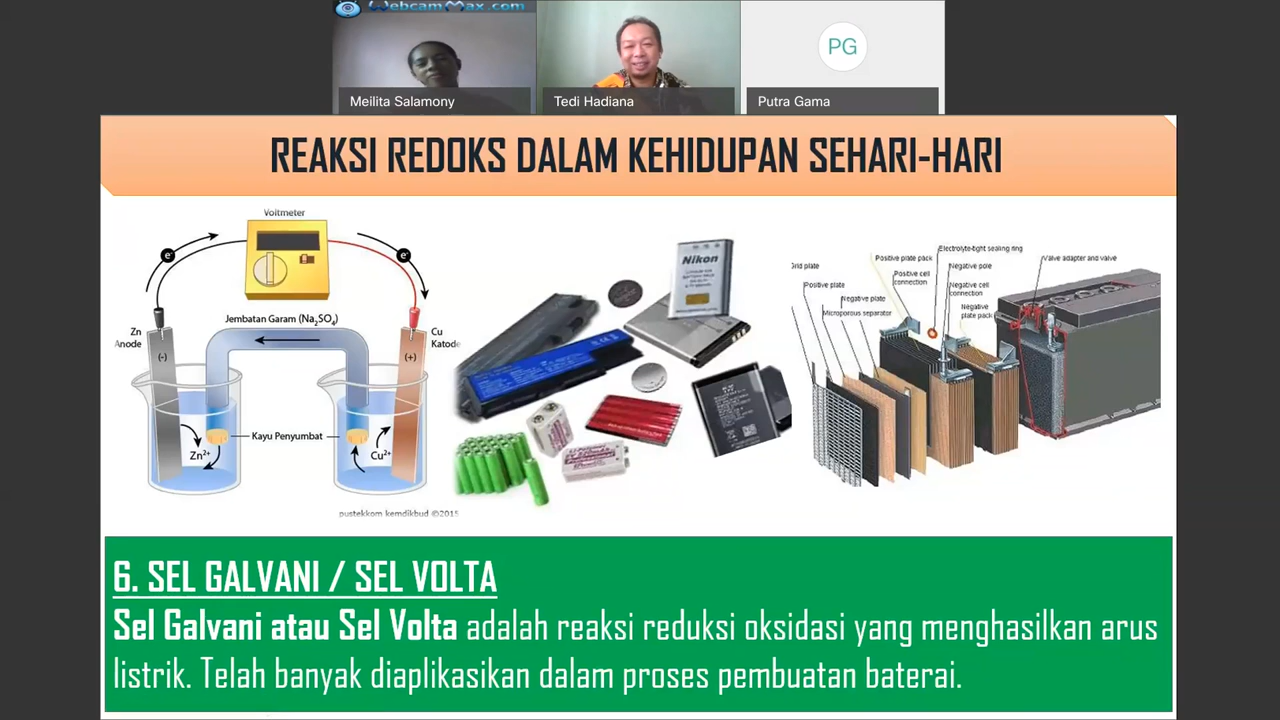 WebcamMax.com
Meilita Salamony
Tedi Hadiana
PG
Putra Gama
REAKSI REDOKS DALAM KEHIDUPAN SEHARI-HARI
Voltmeter
e⁻
e⁻
Jembatan Garam (Na₂SO₄)
Zn
Anode
(-)
Cu
Katode
(+)
Kayu Penyumbat
Zn²⁺
Cu²⁺
pustekkom kemdikbud ©2015
Nikon
Grid plate
Positive plate
Negative plate
Microporous separator
Positive plate pack
Positive cell
connection
Electrolyte-tight sealing ring
Negative pole
Negative cell
connection
Negative
plate pack
Valve adapter and valve
6. SEL GALVANI / SEL VOLTA
Sel Galvani atau Sel Volta adalah reaksi reduksi oksidasi yang menghasilkan arus
listrik. Telah banyak diaplikasikan dalam proses pembuatan baterai.